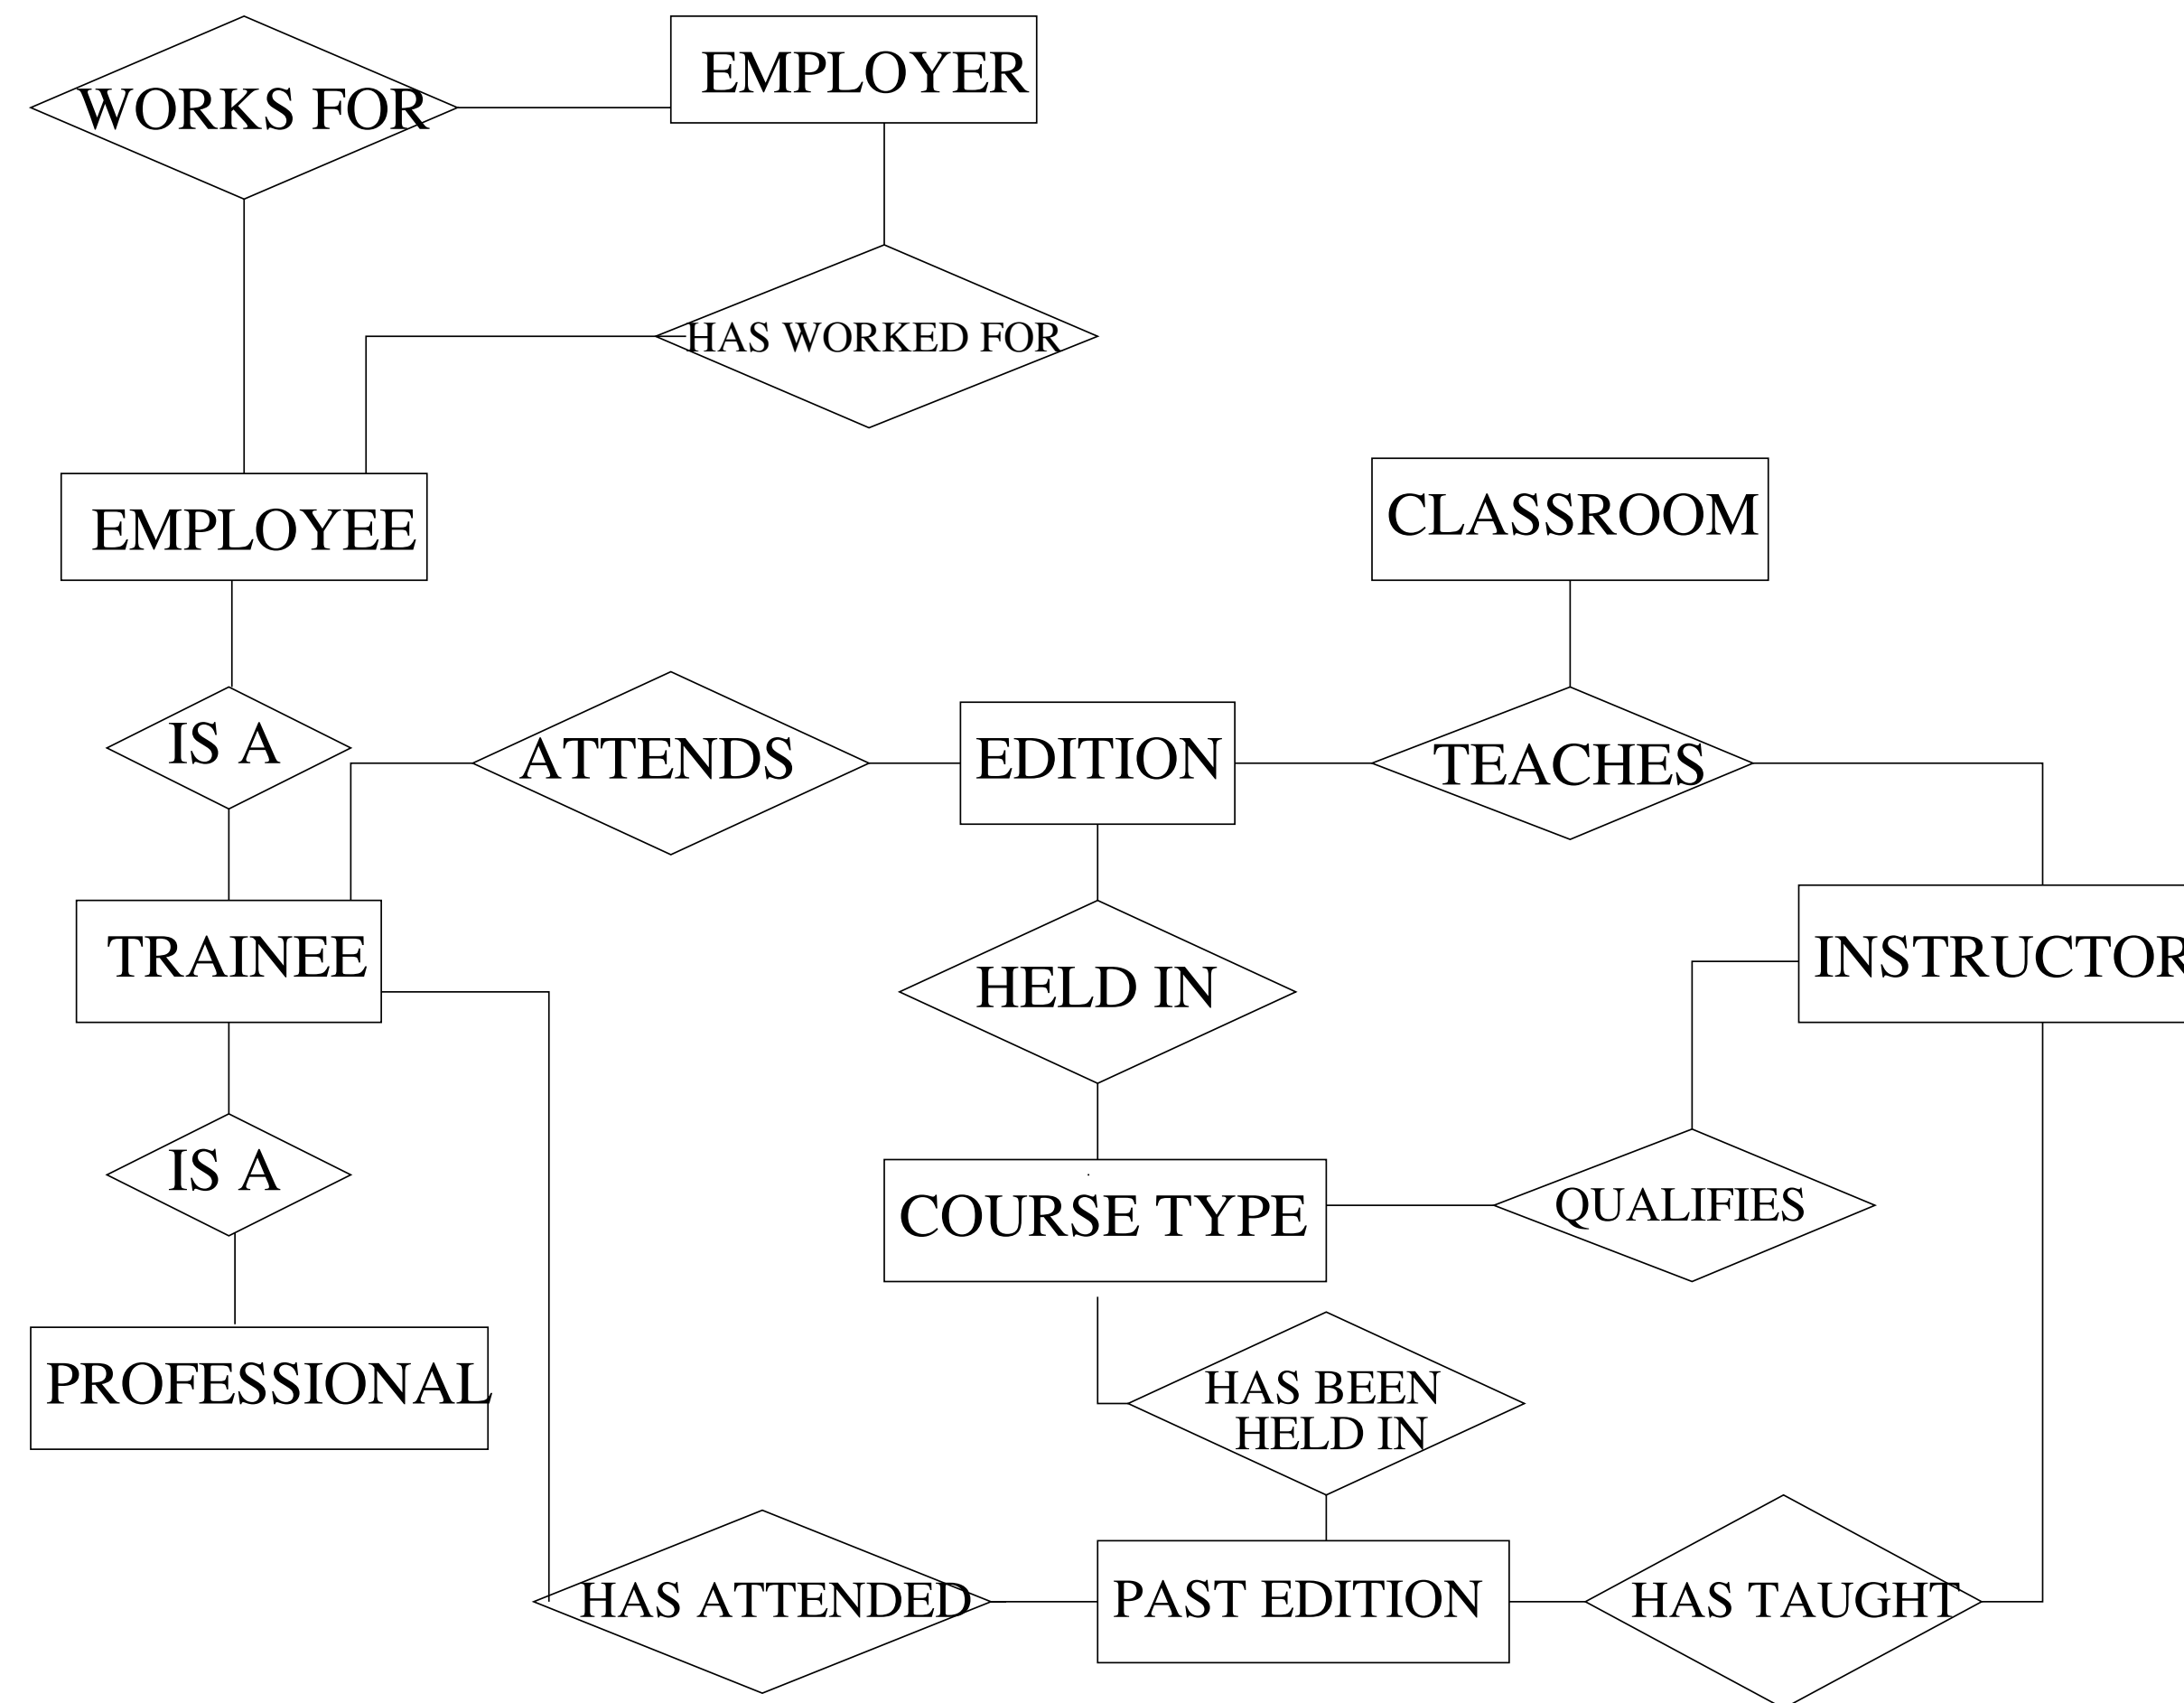 WORKS FOR
EMPLOYER
HAS WORKED FOR
EMPLOYEE
CLASSROOM
IS A
ATTENDS
EDITION
TEACHES
TRAINEE
HELD IN
INSTRUCTOR
IS A
COURSE TYPE
QUALIFIES
PROFESSIONAL
HAS BEEN
HELD IN
HAS ATTENDED
PAST EDITION
HAS TAUGHT